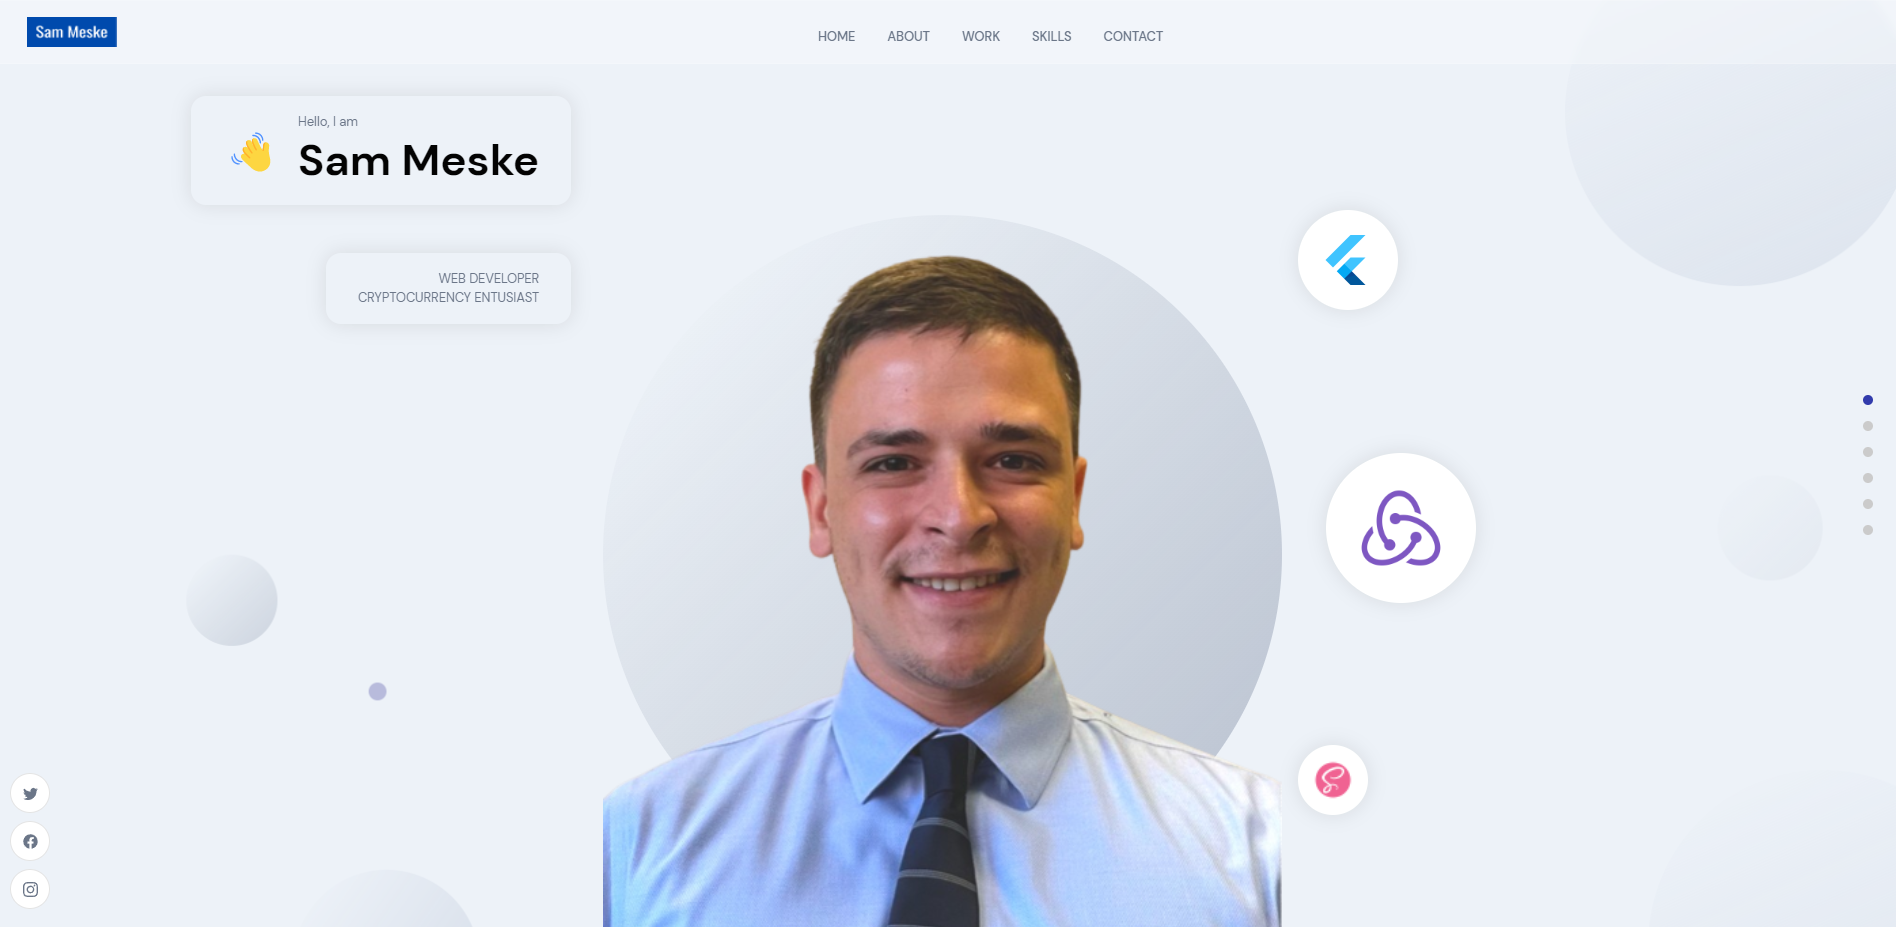 Sam Meske
HOME
ABOUT
WORK
SKILLS
CONTACT
Hello, I am
Sam Meske
WEB DEVELOPER
CRYPTOCURRENCY ENTUSIAST